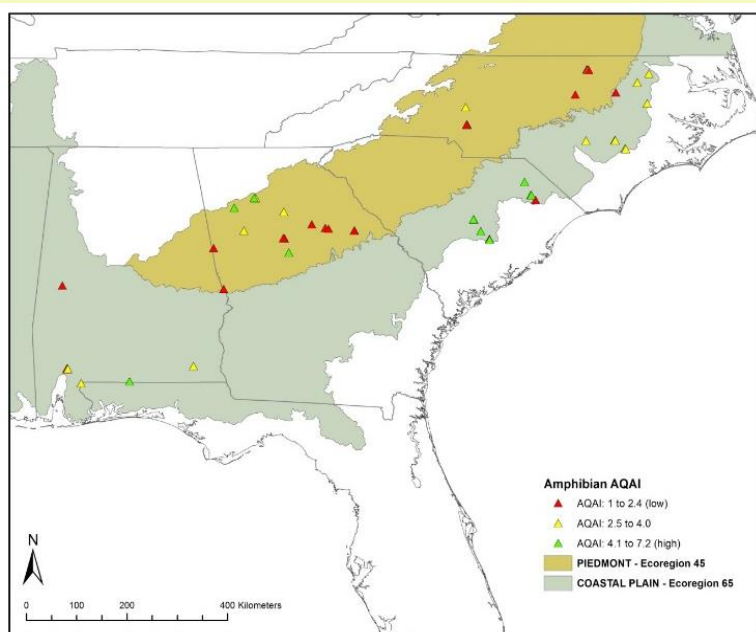 Amphibian AQAI
AQAI: 1 to 2.4 (low)
AQAI: 2.5 to 4.0
AQAI: 4.1 to 7.2 (high)
PIEDMONT - Ecoregion 45
COASTAL PLAIN - Ecoregion 65
N
0 100 200 400 Kilometers